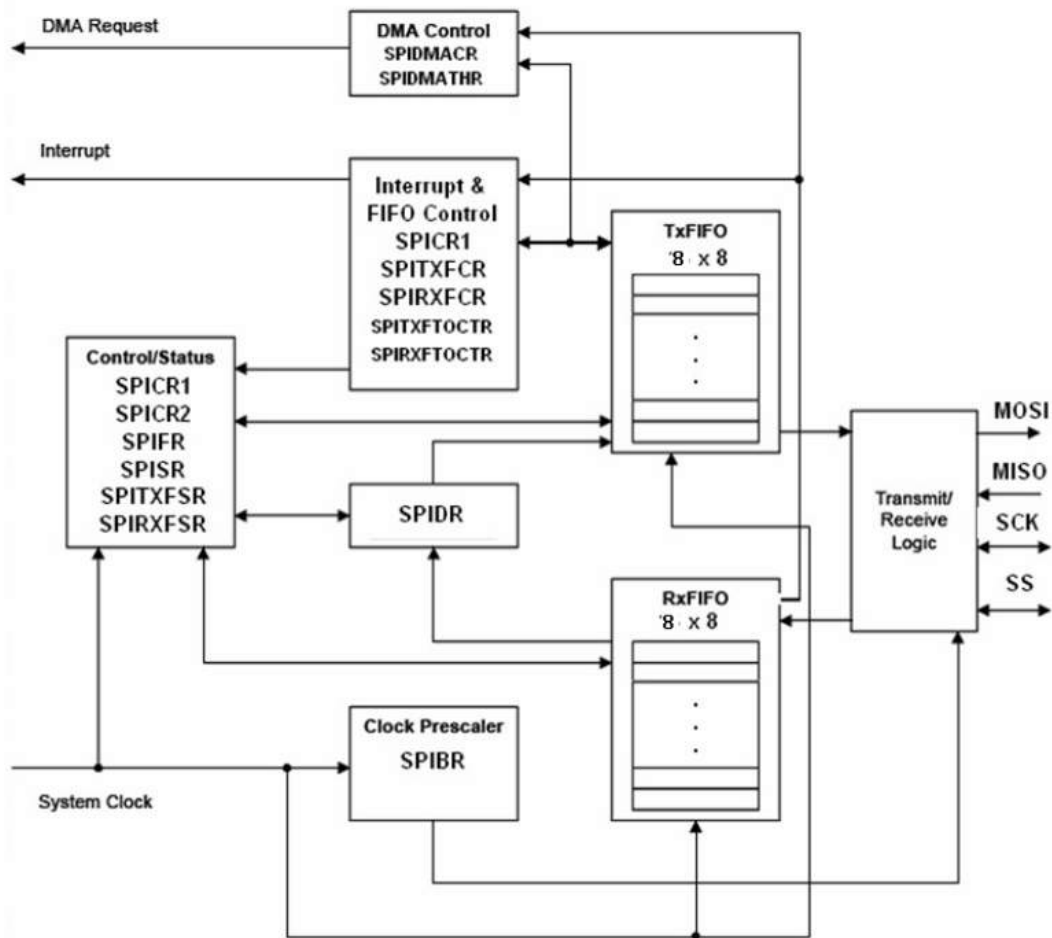 DMA Request
DMA Control
SPIDMACR
SPIDMATHR
Interrupt
Interrupt &
FIFO Control
SPICR1
SPITXFCR
SPIRXFCR
SPITXFTOCTR
SPIRXFTOCTR
TxFIFO
8 x 8
Control/Status
SPICR1
SPICR2
SPIFR
SPISR
SPITXFSR
SPIRXFSR
SPIDR
Transmit/
Receive
Logic
MOSI
MISO
SCK
SS
RxFIFO
8 x 8
Clock Prescaler
SPIBR
System Clock